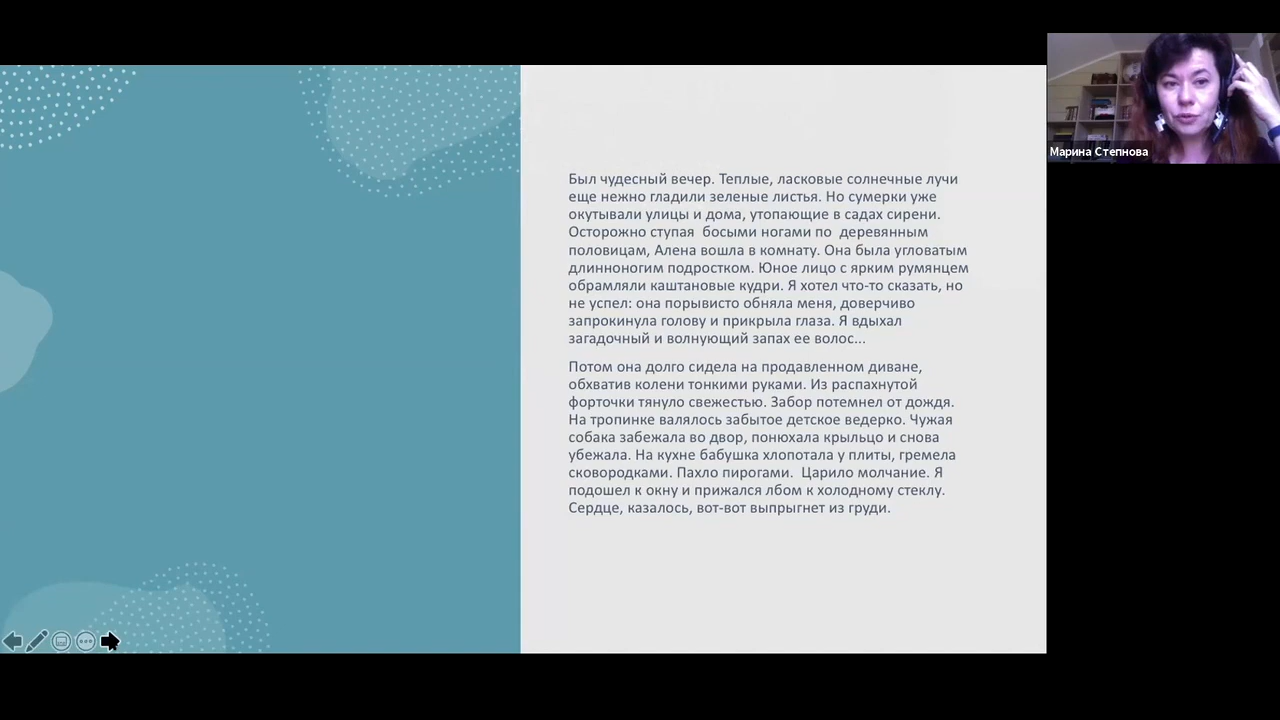 Был чудесный вечер. Теплые, ласковые солнечные лучи
еще нежно гладили зеленые листья. Но сумерки уже
окутывали улицы и дома, утопающие в садах сирени.
Осторожно ступая  босыми ногами по  деревянным
половицам, Алена вошла в комнату. Она была угловатым
длинноногим подростком. Юное лицо с ярким румянцем
обрамляли каштановые кудри. Я хотел что-то сказать, но
не успел: она порывисто обняла меня, доверчиво
запрокинула голову и прикрыла глаза. Я вдыхал
загадочный и волнующий запах ее волос...
Потом она долго сидела на продавленном диване,
обхватив колени тонкими руками. Из распахнутой
форточки тянуло свежестью. Забор потемнел от дождя.
На тропинке валялось забытое детское ведерко. Чужая
собака забежала во двор, понюхала крыльцо и снова
убежала. На кухне бабушка хлопотала у плиты, гремела
сковородками. Пахло пирогами.  Царило молчание. Я
подошел к окну и прижался лбом к холодному стеклу.
Сердце, казалось, вот-вот выпрыгнет из груди.
Марина Степнова